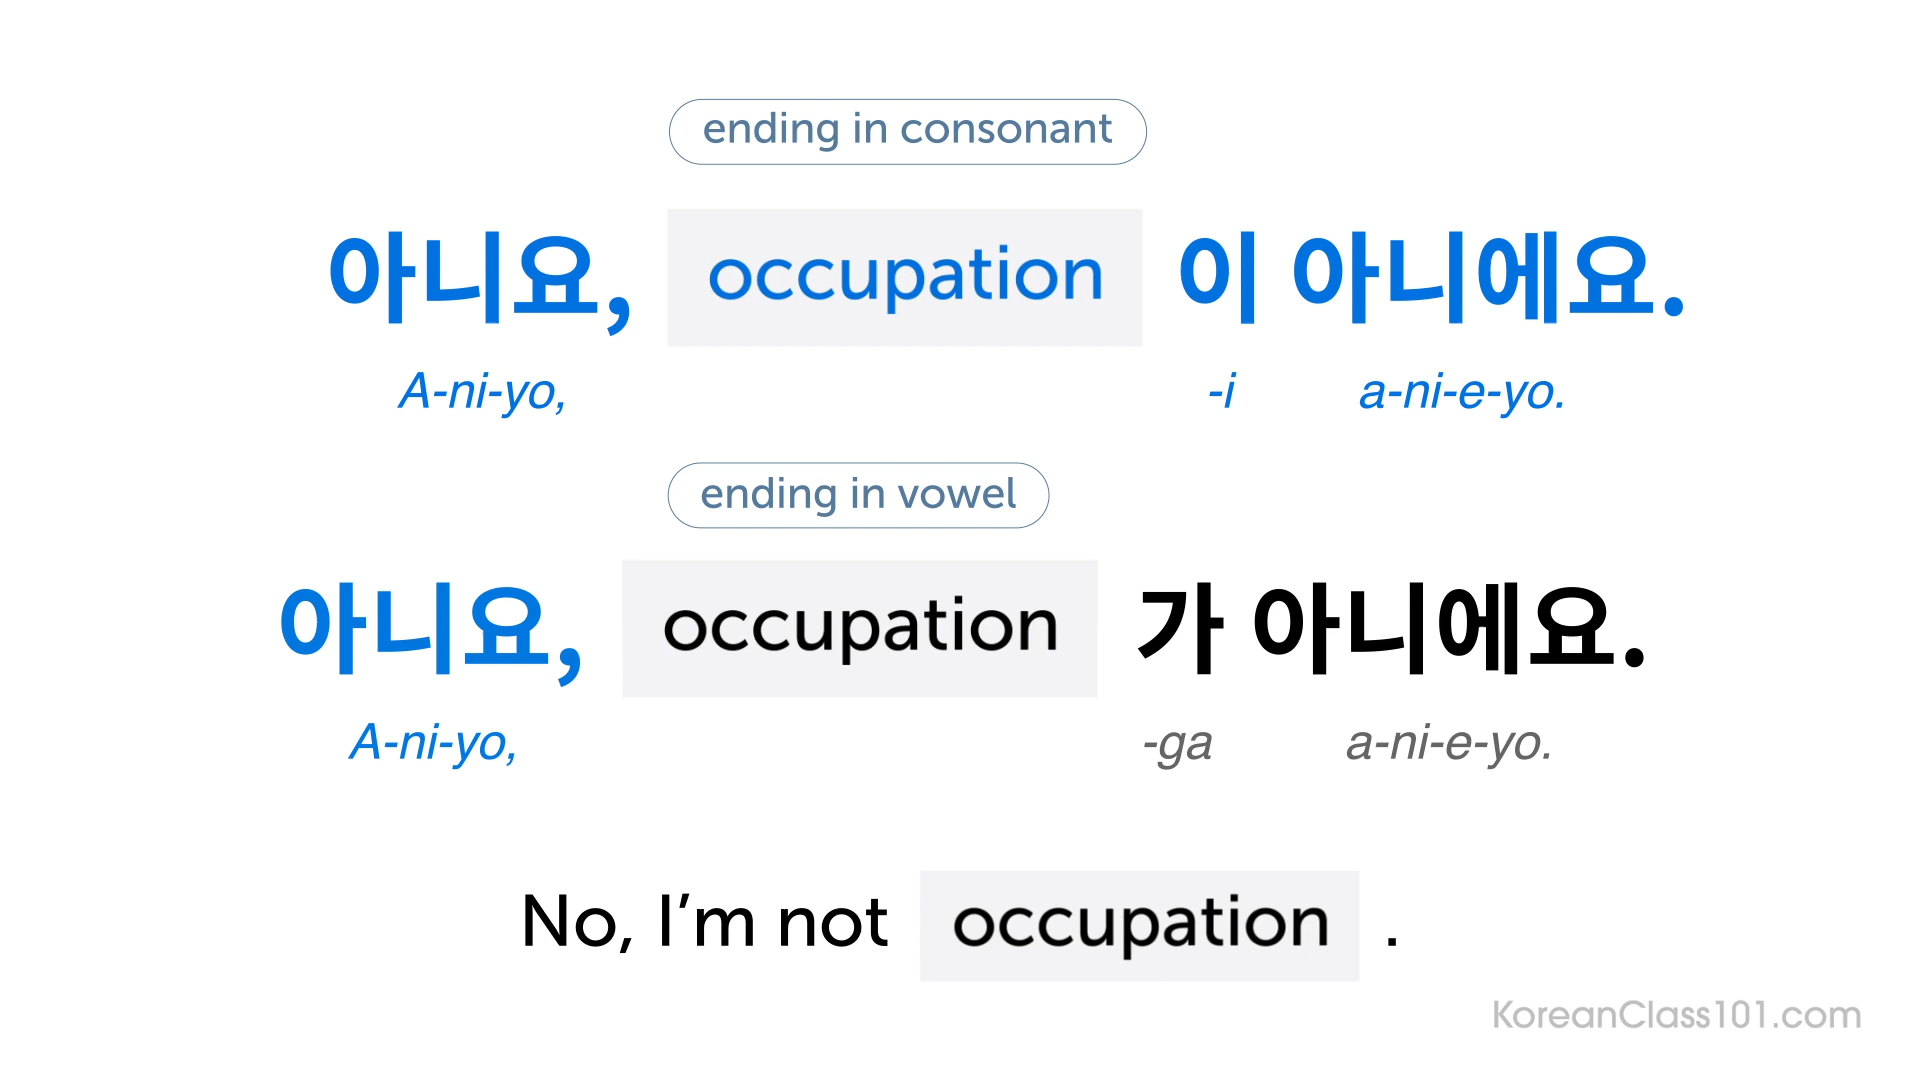 ending in consonant
아니요, occupation 이 아니에요.
A-ni-yo, -i a-ni-e-yo.
ending in vowel
아니요, occupation 가 아니에요.
A-ni-yo, -ga a-ni-e-yo.
No, I’m not occupation .
KoreanClass101.com